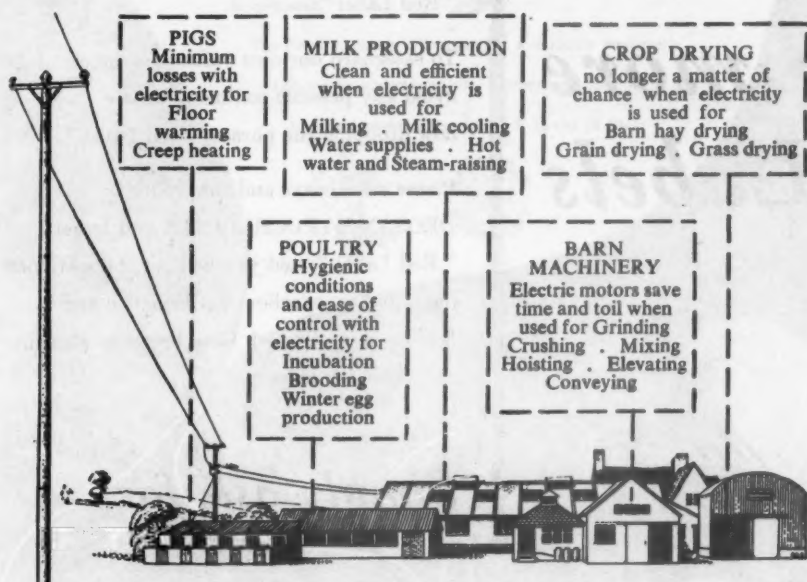 PIGS
Minimum
losses with
electricity for
Floor
warming
Creep heating
MILK PRODUCTION
Clean and efficient
when electricity is
used for
Milking . Milk cooling
Water supplies . Hot
water and Steam-raising
CROP DRYING
no longer a matter of
chance when electricity
is used for
Barn hay drying
Grain drying . Grass drying
POULTRY
Hygienic
conditions
and ease of
control with
electricity for
Incubation
Brooding
Winter egg
production
BARN
MACHINERY
Electric motors save
time and toil when
used for Grinding
Crushing . Mixing
Hoisting . Elevating
Conveying